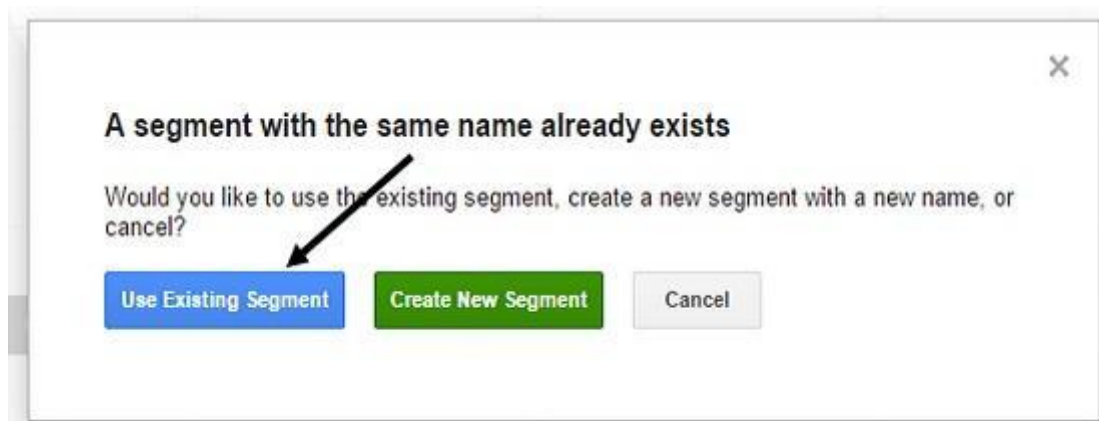 A segment with the same name already exists
Would you like to use the existing segment, create a new segment with a new name, or
cancel?
Use Existing Segment
Create New Segment
Cancel